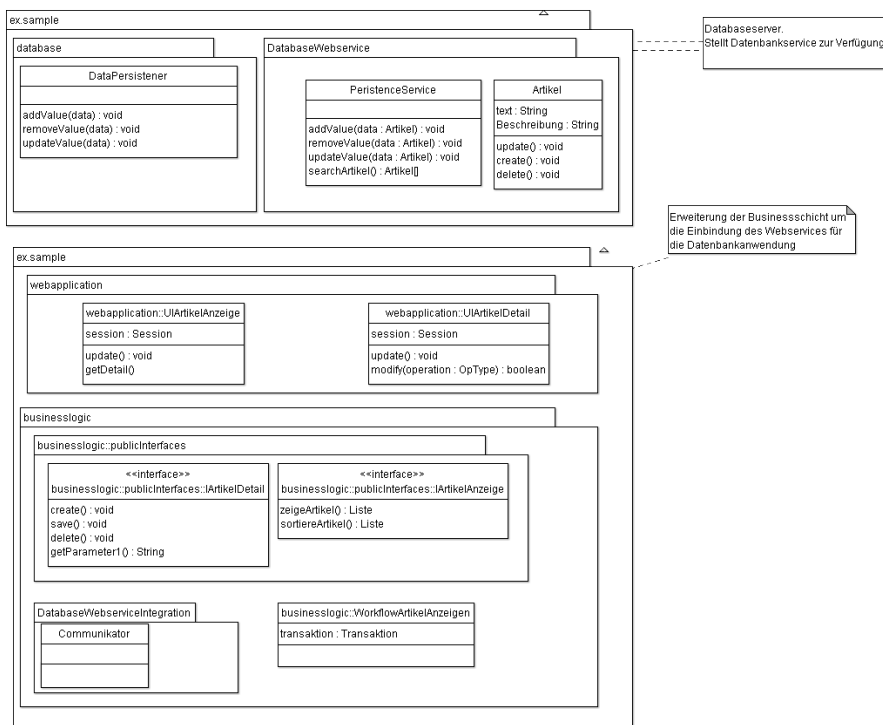 ex.sample
database
DataPersistener
addValue(data) : void
removeValue(data) : void
updateValue(data) : void
DatabaseWebservice
PeristenceService
addValue(data : Artikel) : void
removeValue(data : Artikel) : void
updateValue(data : Artikel) : void
searchArtikel() : Artikel[]
Artikel
text : String
Beschreibung : String
update() : void
create() : void
delete() : void
Databaseserver.
Stellt Datenbankservice zur Verfügung
Erweiterung der Businessschicht um
die Einbindung des Webservices für
die Datenbankanwendung
ex.sample
webapplication
webapplication::UIArtikelAnzeige
session : Session
update() : void
getDetail()
webapplication::UIArtikelDetail
session : Session
update() : void
modify(operation : OpType) : boolean
businesslogic
businesslogic::publicInterfaces
<<interface>>
businesslogic::publicInterfaces::IArtikelDetail
create() : void
save() : void
delete() : void
getParameter1() : String
<<interface>>
businesslogic::publicInterfaces::IArtikelAnzeige
zeigeArtikel() : Liste
sortiereArtikel() : Liste
DatabaseWebserviceIntegration
Communikator
businesslogic::WorkflowArtikelAnzeigen
transaktion : Transaktion